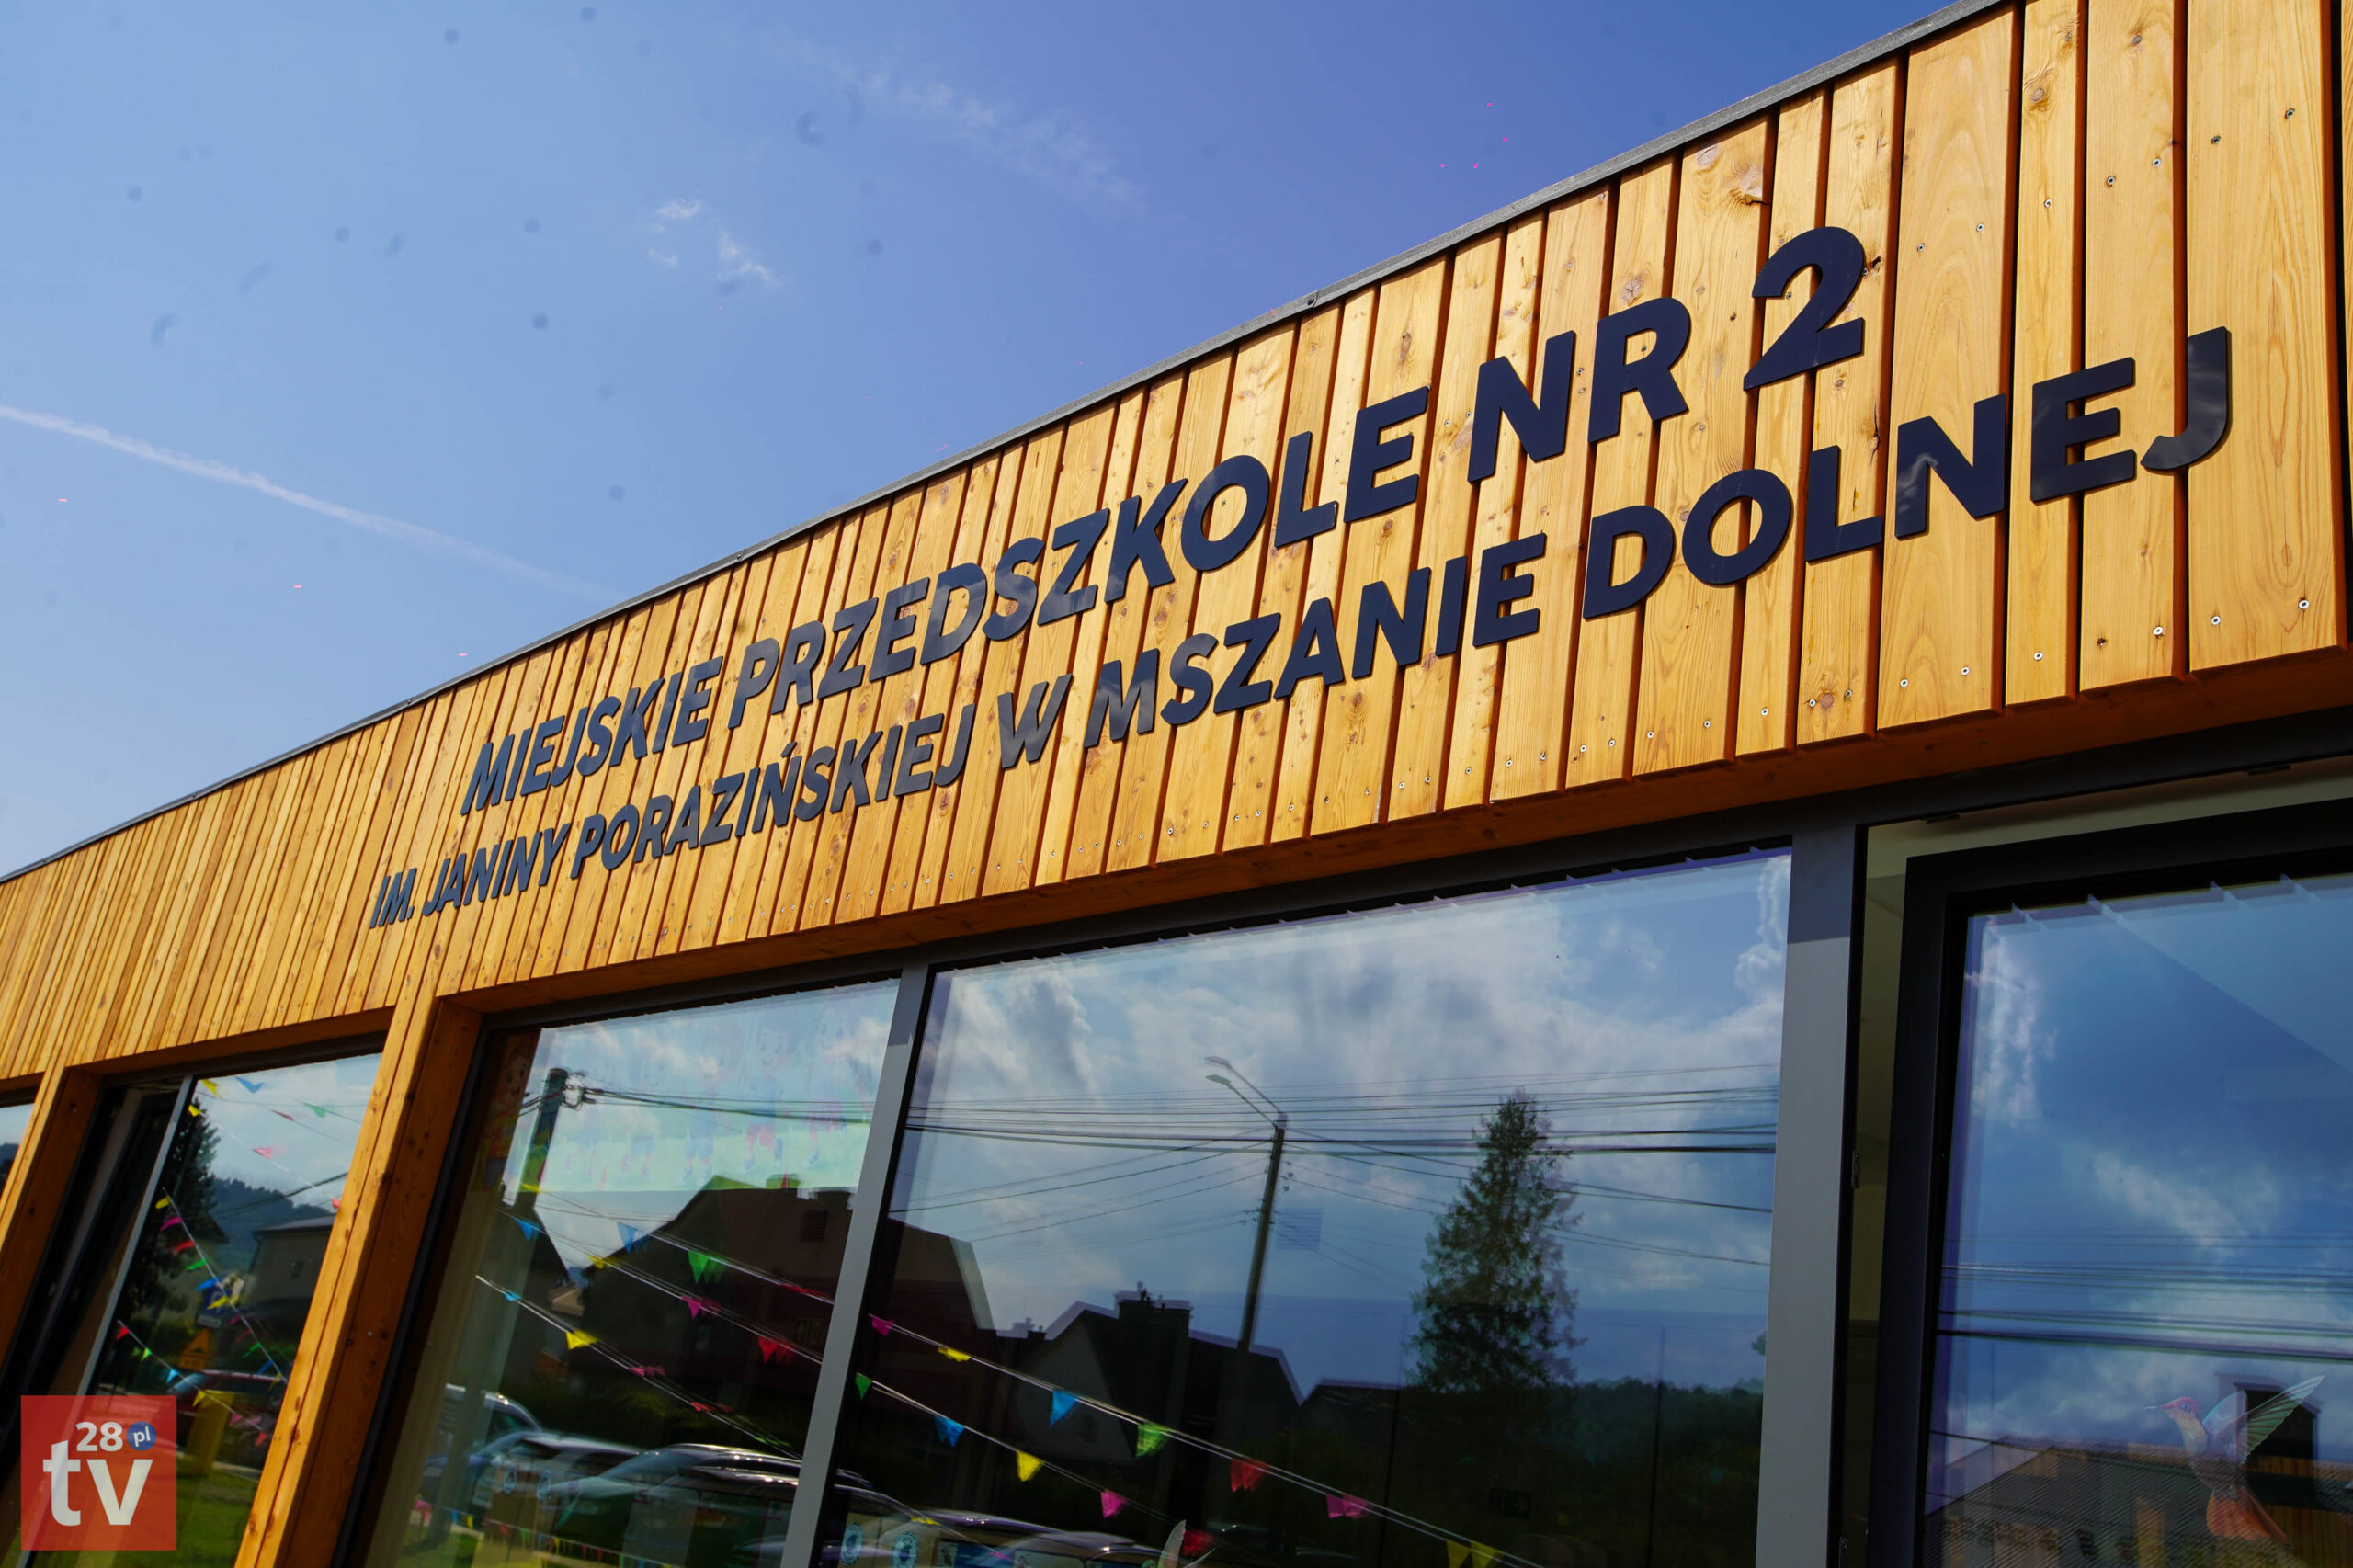 MIEJSKIE PRZEDSZKOLE NR 2
IM. JANINY PORAZIŃSKIEJ W MSZANIE DOLNEJ
28 pl
tv